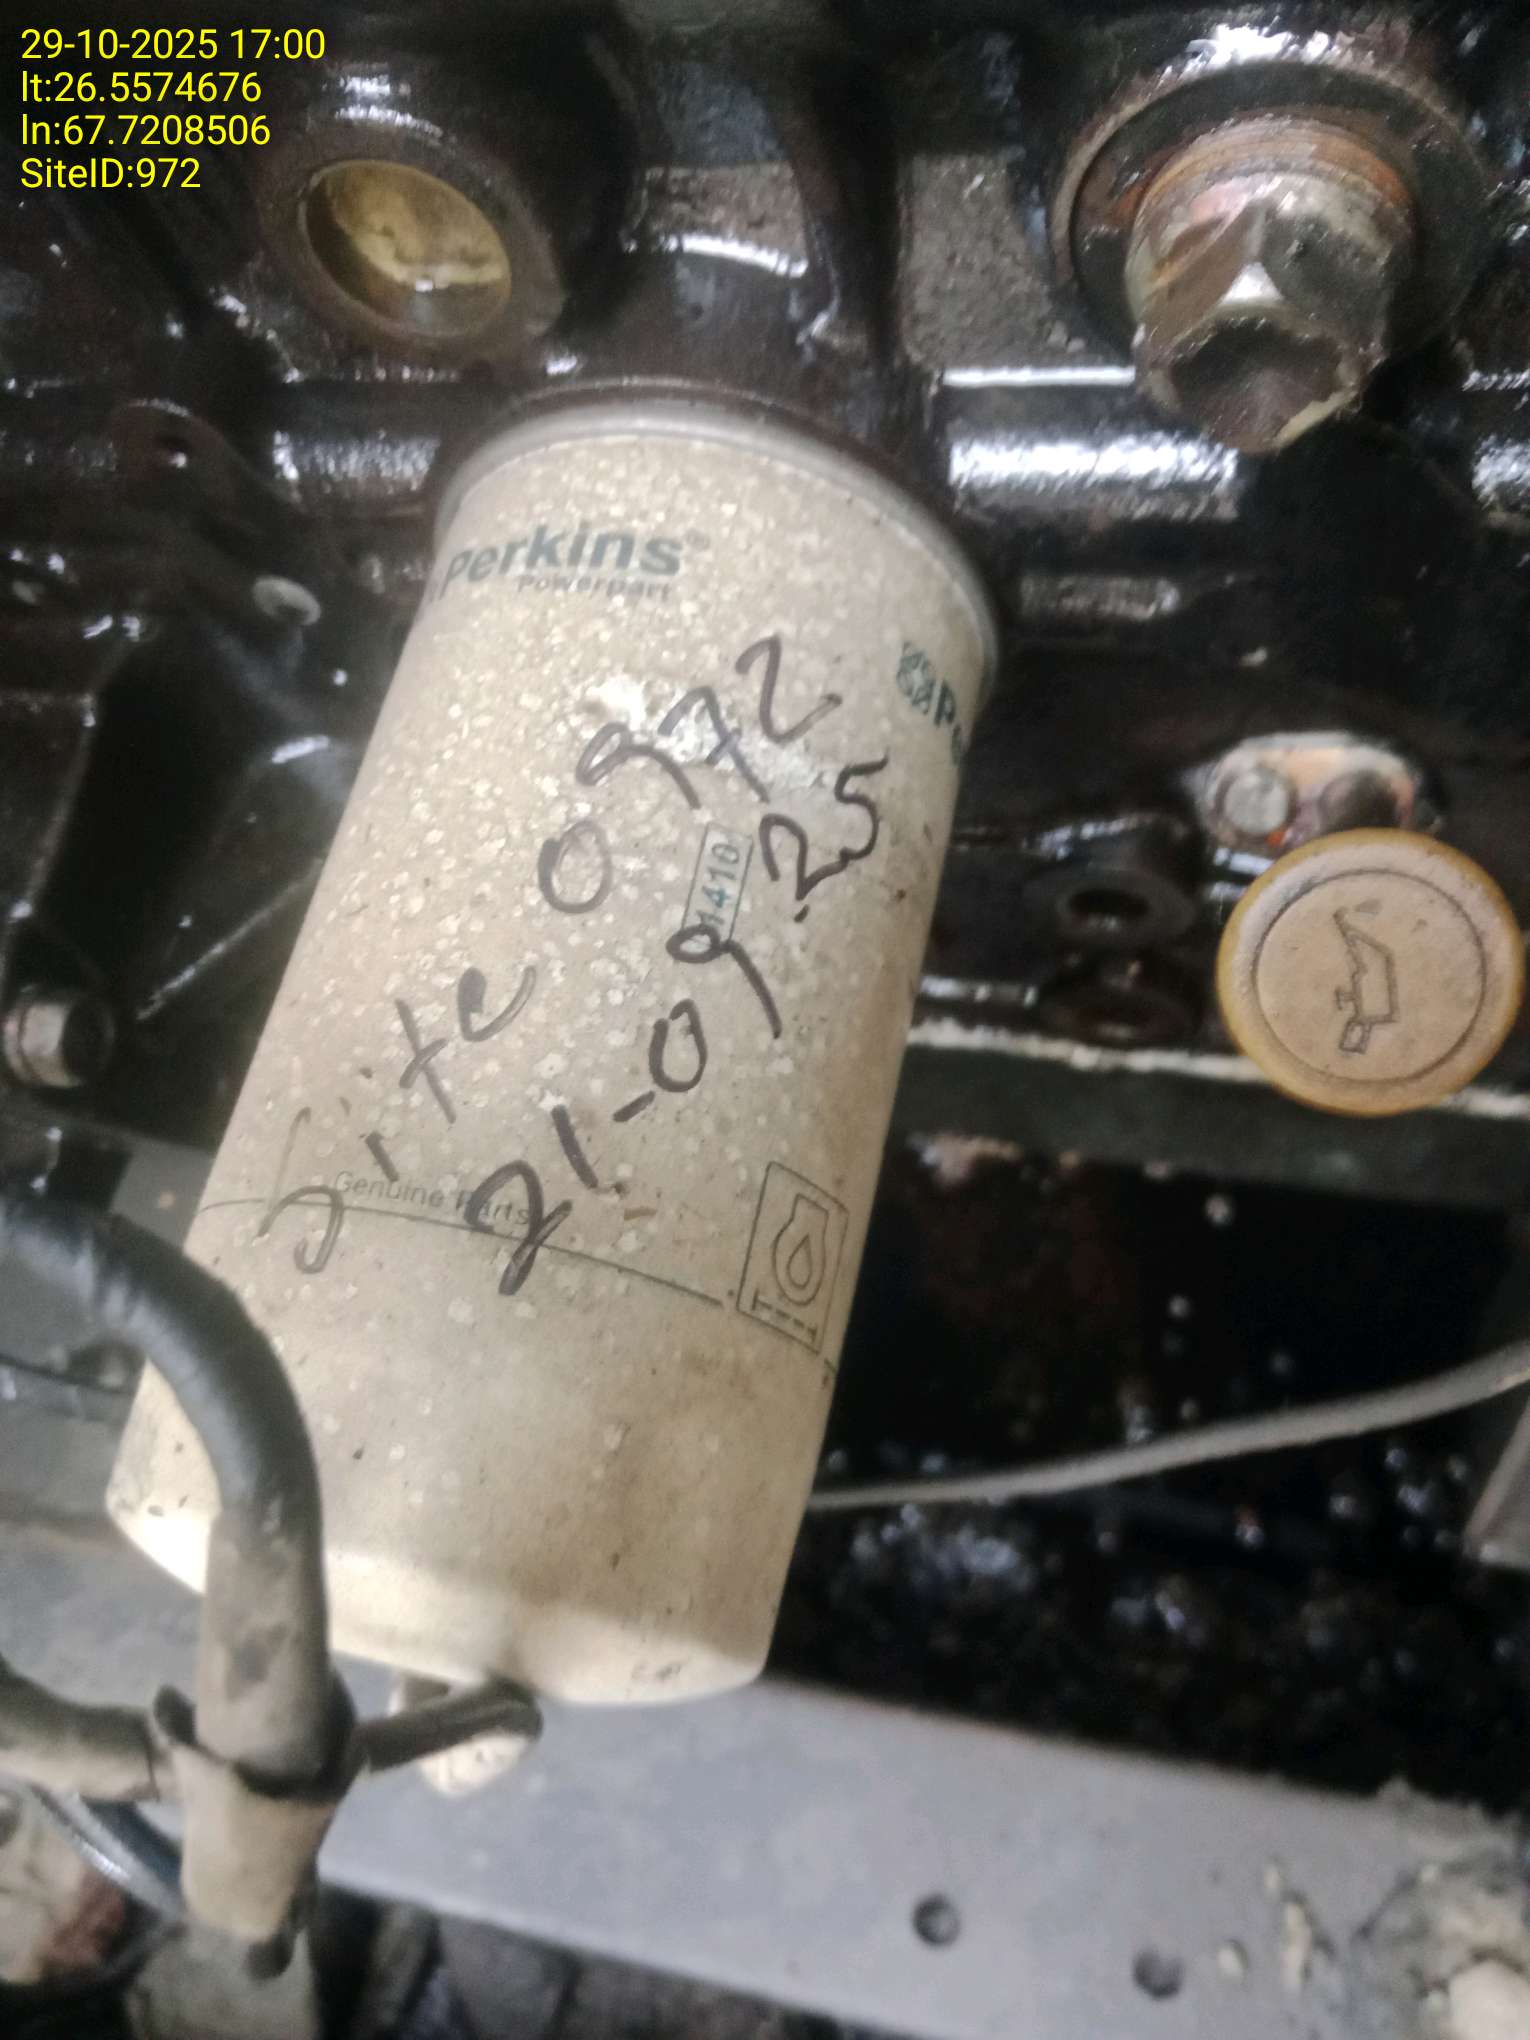 29-10-2025 17:00
lt:26.5574676
ln:67.7208506
SiteID:972
Perkins®
Powerpart
Site 0972
21-09.25
1410
Genuine Parts